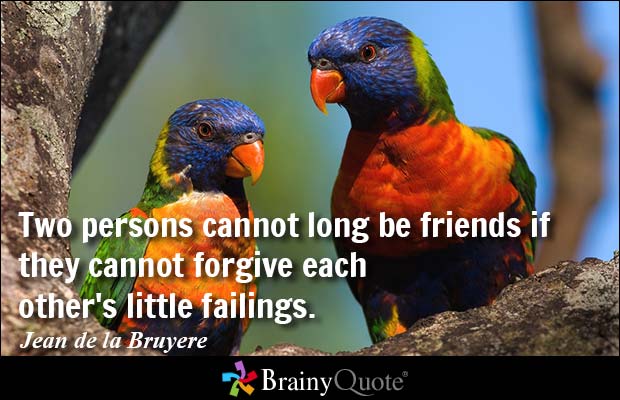 Two persons cannot long be friends if
they cannot forgive each
other's little failings.
Jean de la Bruyere
BrainyQuote®